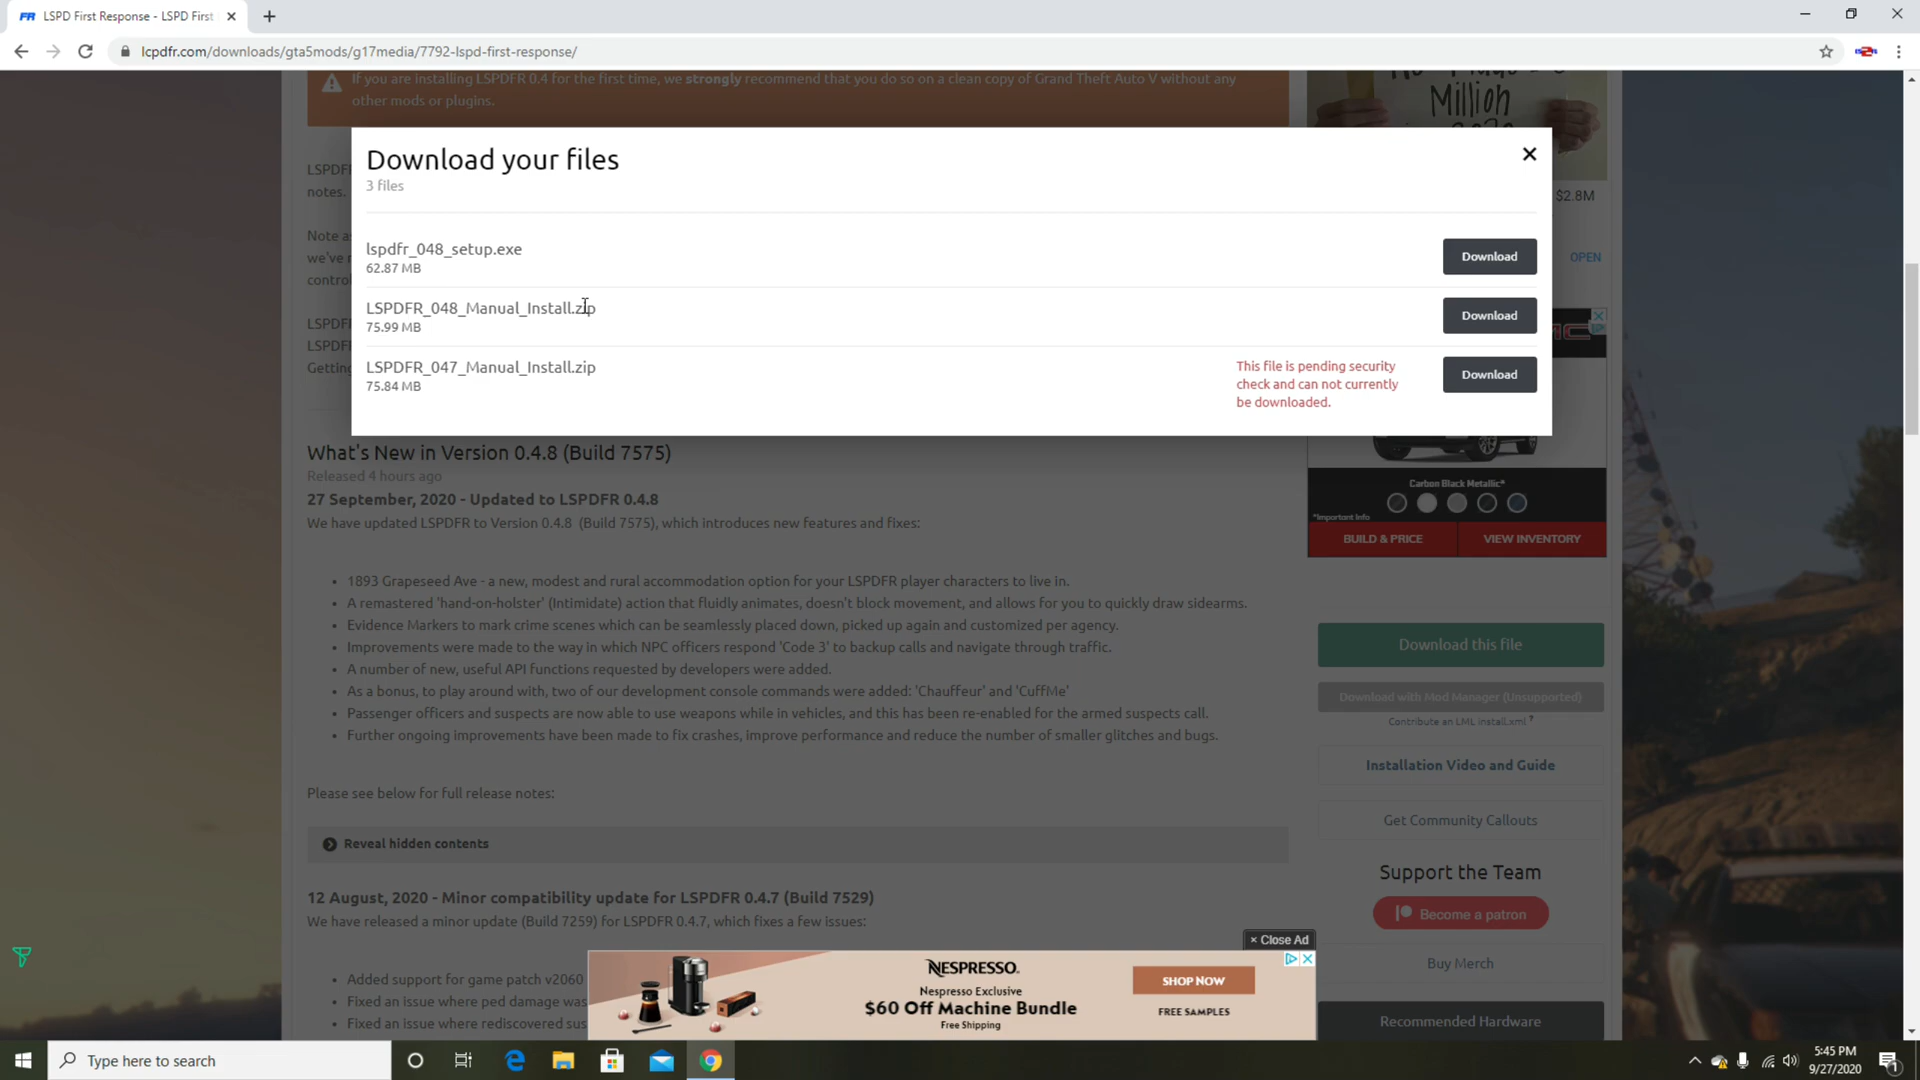 LSPD First Response - LSPD First
lcpdfr.com/downloads/gta5mods/g17media/7792-lspd-first-response/
If you are installing LSPDFR 0.4 for the first time, we strongly recommend that you do so on a clean copy of Grand Theft Auto V without any
other mods or plugins.
Million
$2.8M
OPEN
Download your files
3 files
lspdfr_048_setup.exe
62.87 MB
Download
LSPDFR_048_Manual_Install.zip
75.99 MB
Download
LSPDFR_047_Manual_Install.zip
75.84 MB
This file is pending security
check and can not currently
be downloaded.
Download
LSPDFR
notes.
Note as
we've
control
LSPDF
LSPDF
Getting
What's New in Version 0.4.8 (Build 7575)
Released 4 hours ago
27 September, 2020 - Updated to LSPDFR 0.4.8
We have updated LSPDFR to Version 0.4.8 (Build 7575), which introduces new features and fixes:
• 1893 Grapeseed Ave - a new, modest and rural accommodation option for your LSPDFR player characters to live in.
• A remastered 'hand-on-holster' (Intimidate) action that fluidly animates, doesn't block movement, and allows for you to quickly draw sidearms.
• Evidence Markers to mark crime scenes which can be seamlessly placed down, picked up again and customized per agency.
• Improvements were made to the way in which NPC officers respond 'Code 3' to backup calls and navigate through traffic.
• A number of new, useful API functions requested by developers were added.
• As a bonus, to play around with, two of our development console commands were added: 'Chauffeur' and 'CuffMe'
• Passenger officers and suspects are now able to use weapons while in vehicles, and this has been re-enabled for the armed suspects call.
• Further ongoing improvements have been made to fix crashes, improve performance and reduce the number of smaller glitches and bugs.
Please see below for full release notes:
Reveal hidden contents
12 August, 2020 - Minor compatibility update for LSPDFR 0.4.7 (Build 7529)
We have released a minor update (Build 7259) for LSPDFR 0.4.7, which fixes a few issues:
• Added support for game patch v2060
• Fixed an issue where ped damage was
• Fixed an issue where rediscovered sus
Carbon Black Metallic*
*Important Info
BUILD & PRICE
VIEW INVENTORY
Download this file
Download with Mod Manager (Unsupported)
Contribute an LML install.xml ?
Installation Video and Guide
Get Community Callouts
Support the Team
Become a patron
Buy Merch
Recommended Hardware
× Close Ad
NESPRESSO.
Nespresso Exclusive
$60 Off Machine Bundle
Free Shipping
SHOP NOW
FREE SAMPLES
Type here to search
5:45 PM
9/27/2020
1